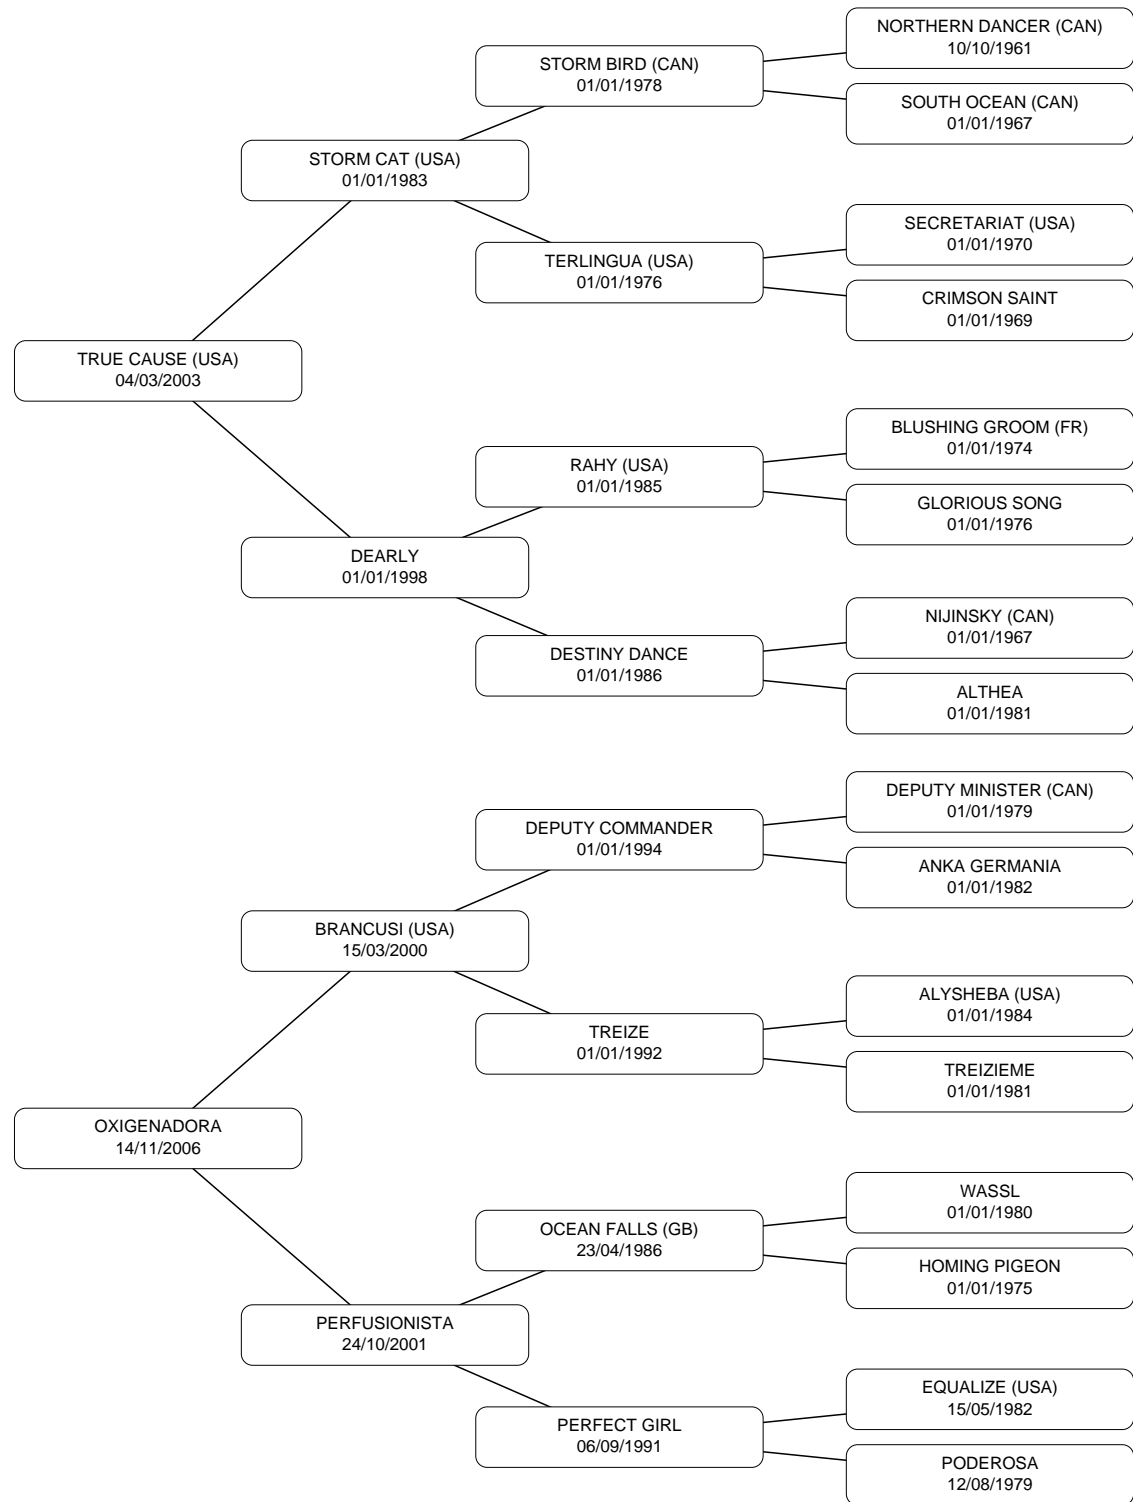 NORTHERN DANCER (CAN)
10/10/1961
STORM BIRD (CAN)
01/01/1978
SOUTH OCEAN (CAN)
01/01/1967
STORM CAT (USA)
01/01/1983
SECRETARIAT (USA)
01/01/1970
TERLINGUA (USA)
01/01/1976
CRIMSON SAINT
01/01/1969
TRUE CAUSE (USA)
04/03/2003
BLUSHING GROOM (FR)
01/01/1974
RAHY (USA)
01/01/1985
GLORIOUS SONG
01/01/1976
DEARLY
01/01/1998
NIJINSKY (CAN)
01/01/1967
DESTINY DANCE
01/01/1986
ALTHEA
01/01/1981
DEPUTY MINISTER (CAN)
01/01/1979
DEPUTY COMMANDER
01/01/1994
ANKA GERMANIA
01/01/1982
BRANCUSI (USA)
15/03/2000
ALYSHEBA (USA)
01/01/1984
TREIZE
01/01/1992
TREIZIEME
01/01/1981
OXIGENADORA
14/11/2006
WASSL
01/01/1980
OCEAN FALLS (GB)
23/04/1986
HOMING PIGEON
01/01/1975
PERFUSIONISTA
24/10/2001
EQUALIZE (USA)
15/05/1982
PERFECT GIRL
06/09/1991
PODEROSA
12/08/1979